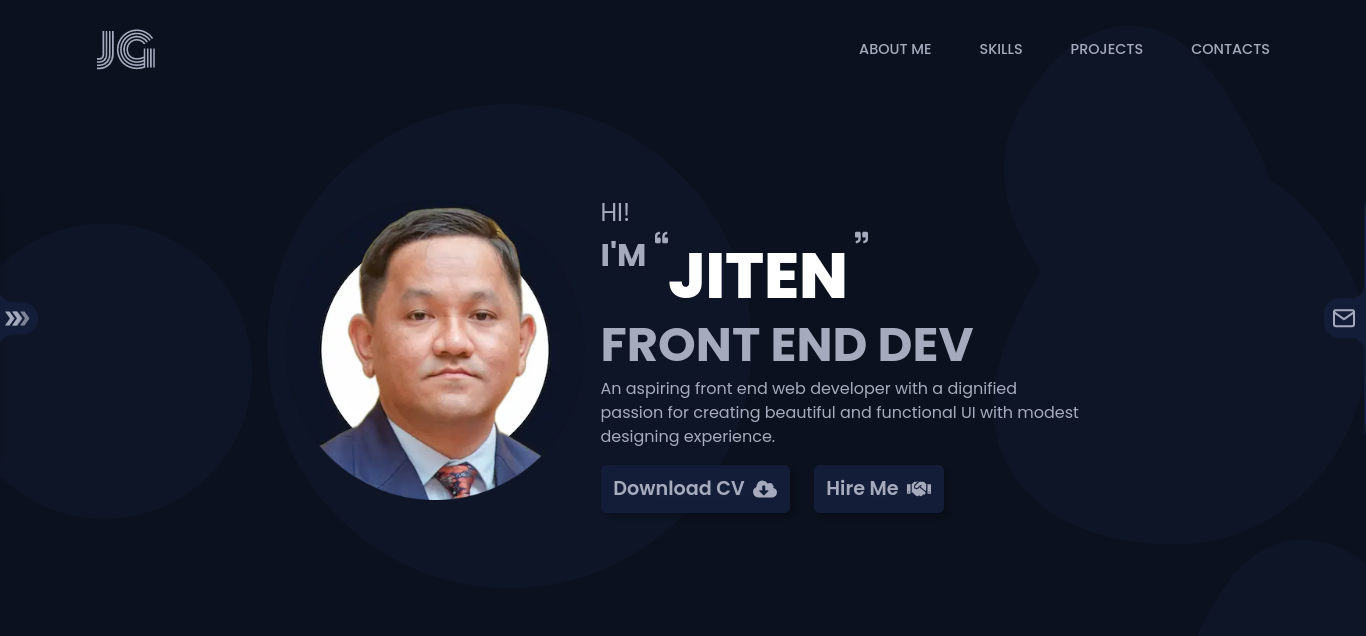 JG
ABOUT ME SKILLS PROJECTS CONTACTS
HI!
I'M “JITEN”
FRONT END DEV
An aspiring front end web developer with a dignified
passion for creating beautiful and functional UI with modest
designing experience.
Download CV Hire Me